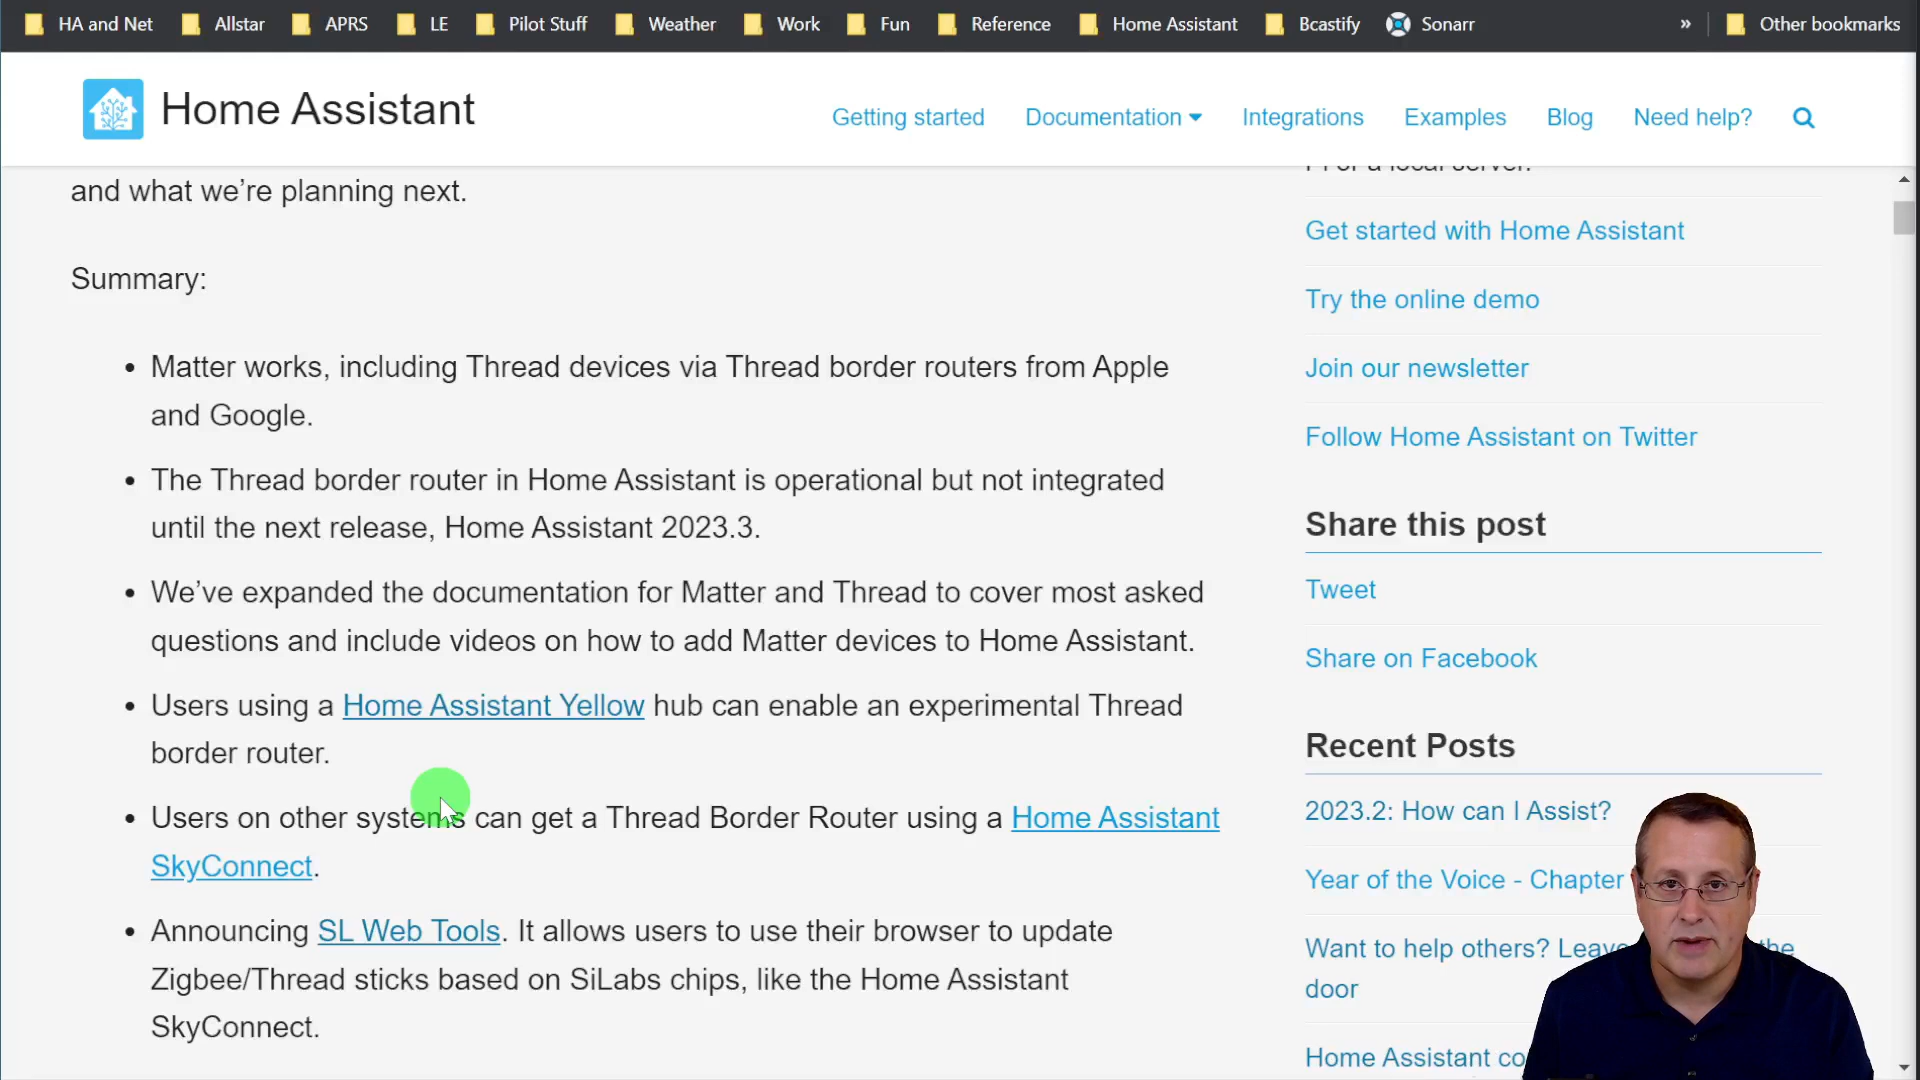 HA and Net Allstar APRS LE Pilot Stuff Weather Work Fun Reference Home Assistant Bcastify Sonarr » Other bookmarks
Home Assistant
Getting started Documentation Integrations Examples Blog Need help?
and what we’re planning next.
Summary:
• Matter works, including Thread devices via Thread border routers from Apple
and Google.
• The Thread border router in Home Assistant is operational but not integrated
until the next release, Home Assistant 2023.3.
• We’ve expanded the documentation for Matter and Thread to cover most asked
questions and include videos on how to add Matter devices to Home Assistant.
• Users using a Home Assistant Yellow hub can enable an experimental Thread
border router.
• Users on other systems can get a Thread Border Router using a Home Assistant
SkyConnect.
• Announcing SL Web Tools. It allows users to use their browser to update
Zigbee/Thread sticks based on SiLabs chips, like the Home Assistant
SkyConnect.
or a local server.
Get started with Home Assistant
Try the online demo
Join our newsletter
Follow Home Assistant on Twitter
Share this post
Tweet
Share on Facebook
Recent Posts
2023.2: How can I Assist?
Year of the Voice - Chapter
Want to help others? Leave the
door
Home Assistant